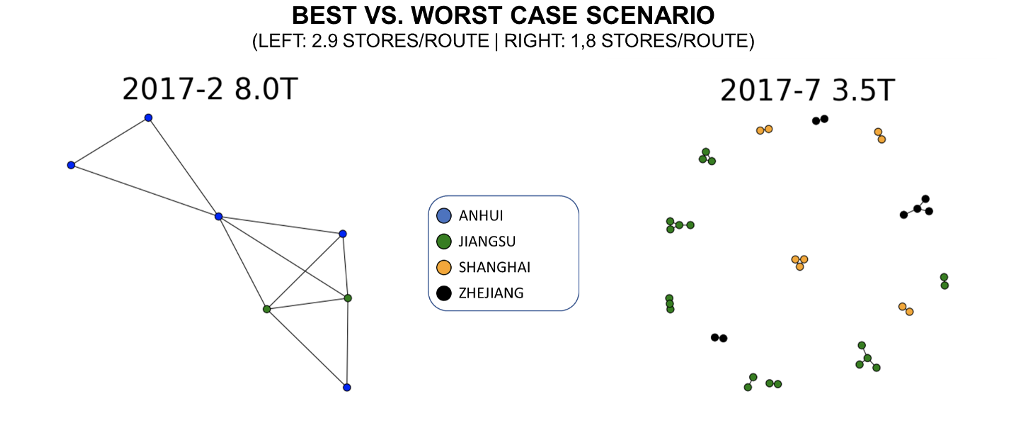 BEST VS. WORST CASE SCENARIO
(LEFT: 2.9 STORES/ROUTE | RIGHT: 1,8 STORES/ROUTE)
2017-2 8.0T
2017-7 3.5T
ANHUI
JIANGSU
SHANGHAI
ZHEJIANG